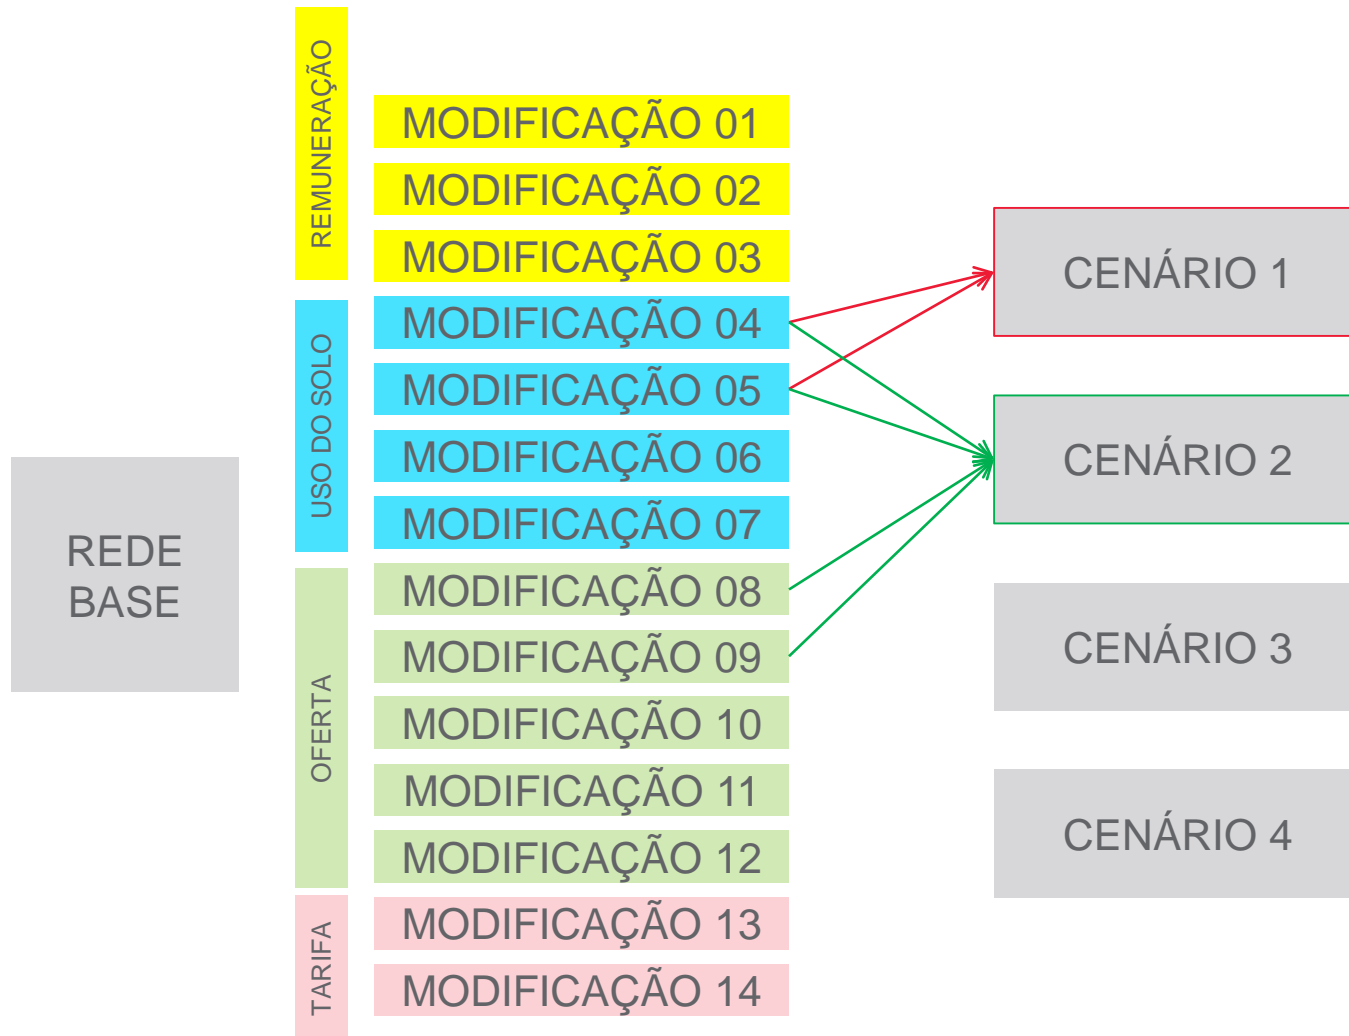 REDE
BASE
REMUNERAÇÃO
MODIFICAÇÃO 01
MODIFICAÇÃO 02
MODIFICAÇÃO 03
USO DO SOLO
MODIFICAÇÃO 04
MODIFICAÇÃO 05
MODIFICAÇÃO 06
MODIFICAÇÃO 07
OFERTA
MODIFICAÇÃO 08
MODIFICAÇÃO 09
MODIFICAÇÃO 10
MODIFICAÇÃO 11
MODIFICAÇÃO 12
TARIFA
MODIFICAÇÃO 13
MODIFICAÇÃO 14
CENÁRIO 1
CENÁRIO 2
CENÁRIO 3
CENÁRIO 4